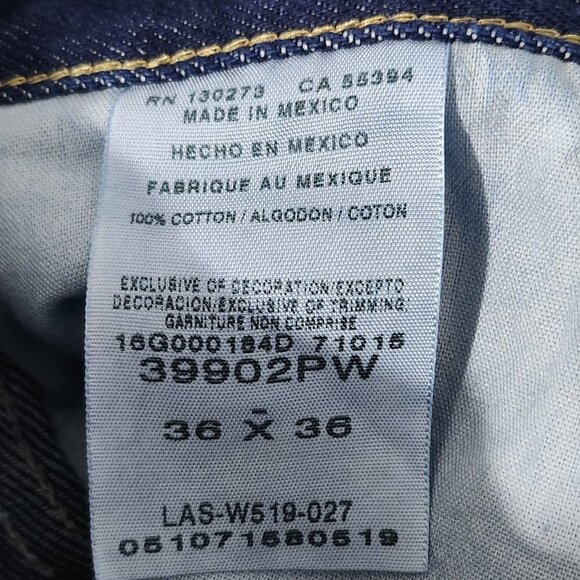 RN 130273 CA 55394
MADE IN MEXICO
HECHO EN MÉXICO
FABRIQUE AU MEXIQUE
100% COTTON / ALGODON / COTON
EXCLUSIVE OF DECORATION/EXCEPTO
DECORACION/EXCLUSIVE OF TRIMMING/
GARNITURE NON COMPRISE
16G000184D 71015
39902PW
36 X 36
LAS-W519-027
051071580519